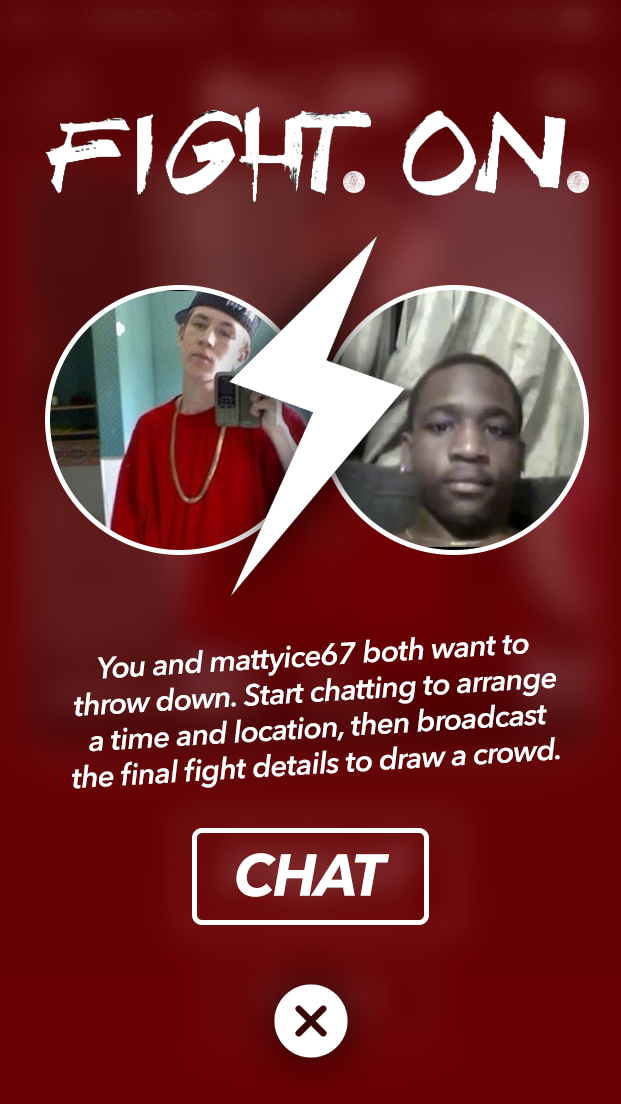 FIGHT. ON.
You and mattyice67 both want to
throw down. Start chatting to arrange
a time and location, then broadcast
the final fight details to draw a crowd.
CHAT